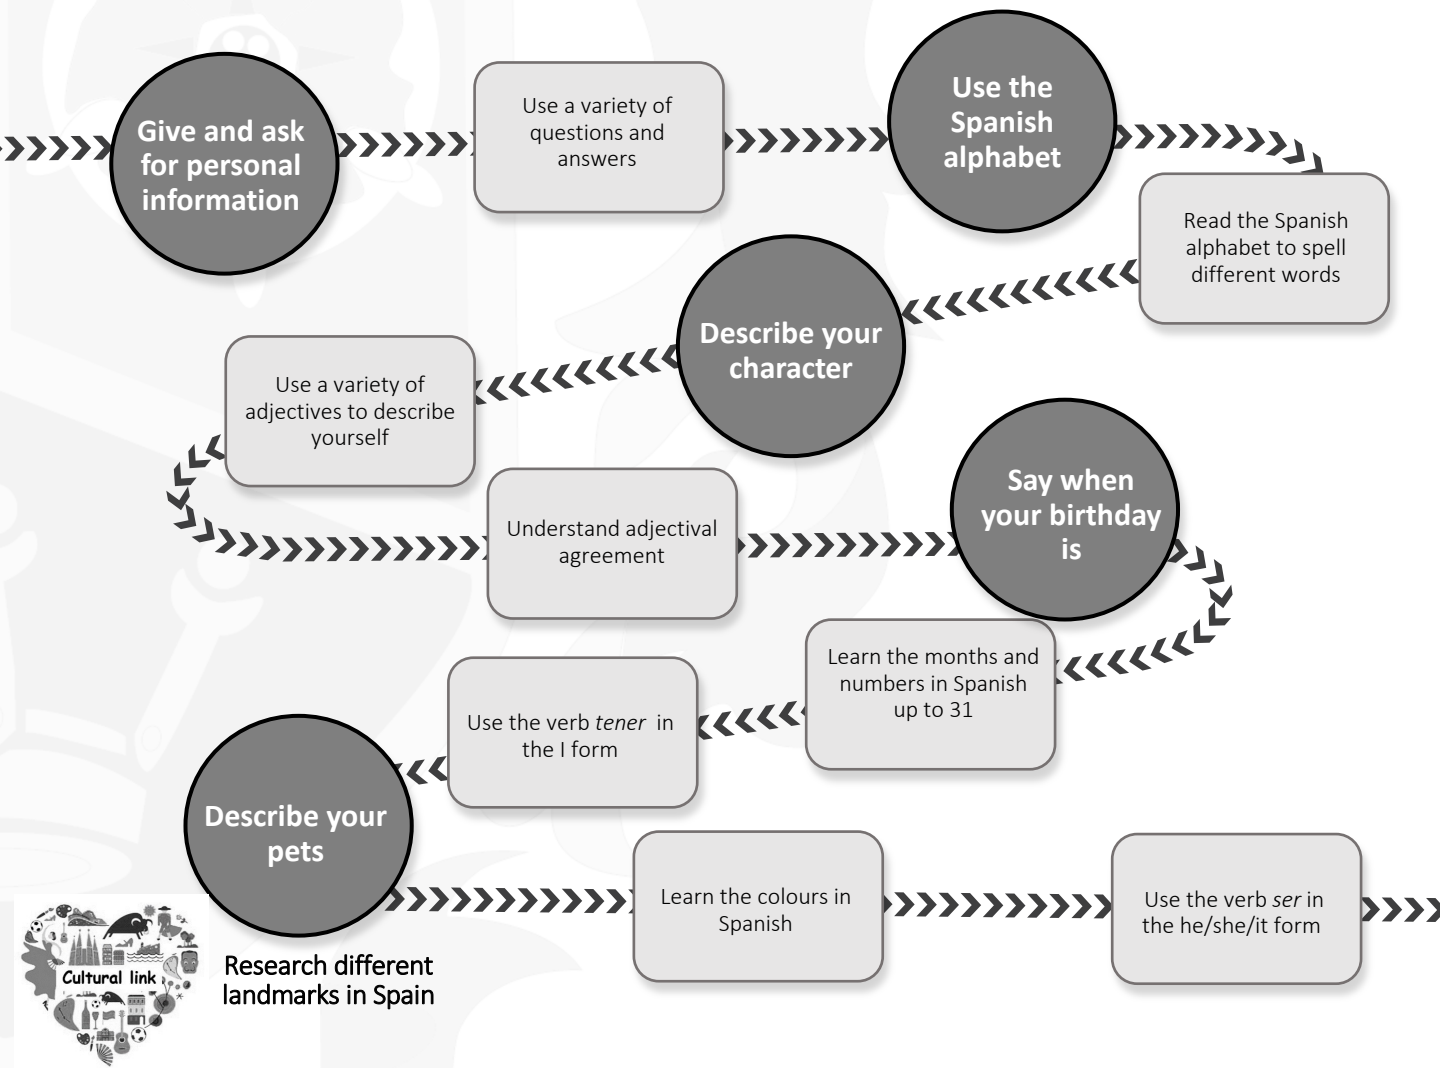 Give and ask
for personal
information
Use a variety of
questions and
answers
Use the
Spanish
alphabet
Read the Spanish
alphabet to spell
different words
Describe your
character
Use a variety of
adjectives to describe
yourself
Understand adjectival
agreement
Say when
your birthday
is
Learn the months and
numbers in Spanish
up to 31
Use the verb tener in
the I form
Describe your
pets
Learn the colours in
Spanish
Use the verb ser in
the he/she/it form
Cultural link
Research different
landmarks in Spain